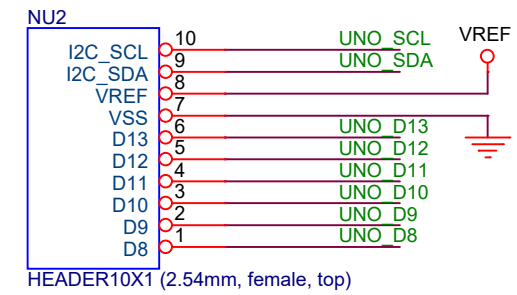 NU2
I2C_SCL 10 UNO_SCL VREF
I2C_SDA 9 UNO_SDA
VREF 8
VSS 7
D13 6 UNO_D13
D12 5 UNO_D12
D11 4 UNO_D11
D10 3 UNO_D10
D9 2 UNO_D9
D8 1 UNO_D8
HEADER10X1 (2.54mm, female, top)